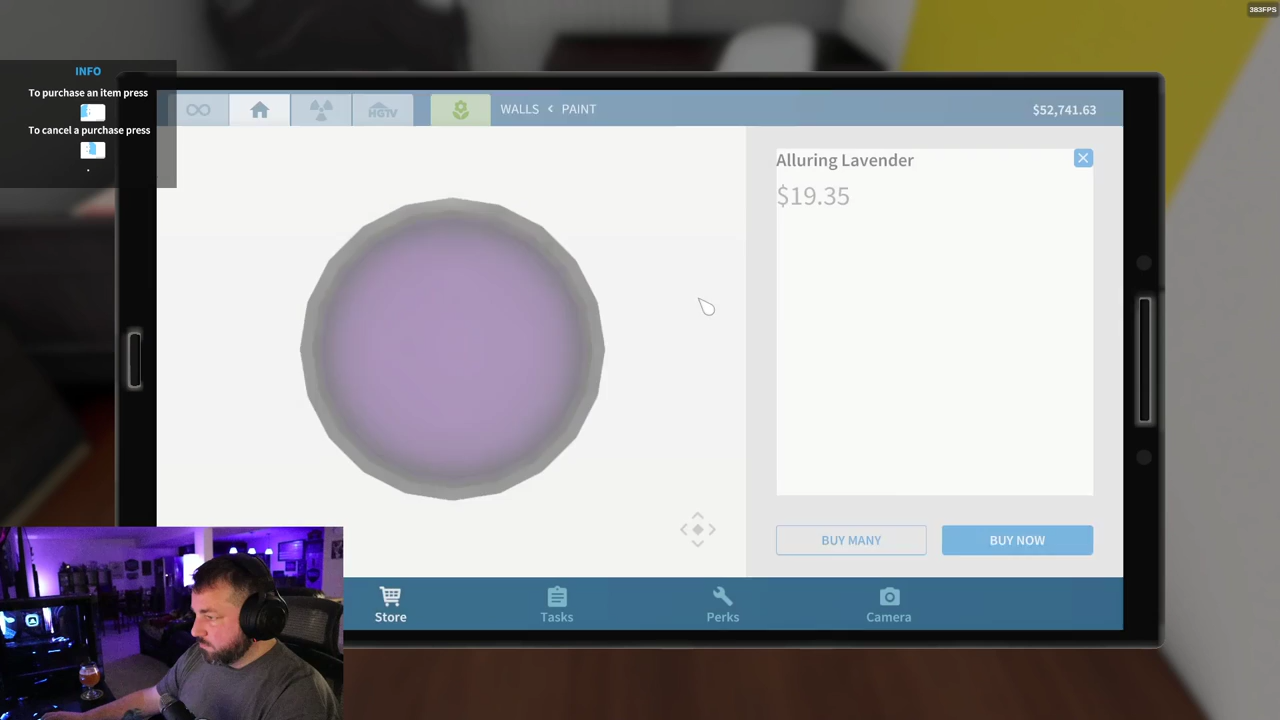 383FPS
INFO
To purchase an item press
To cancel a purchase press
.
HGTV
WALLS < PAINT
$52,741.63
Alluring Lavender
$19.35
BUY MANY
BUY NOW
Store
Tasks
Perks
Camera